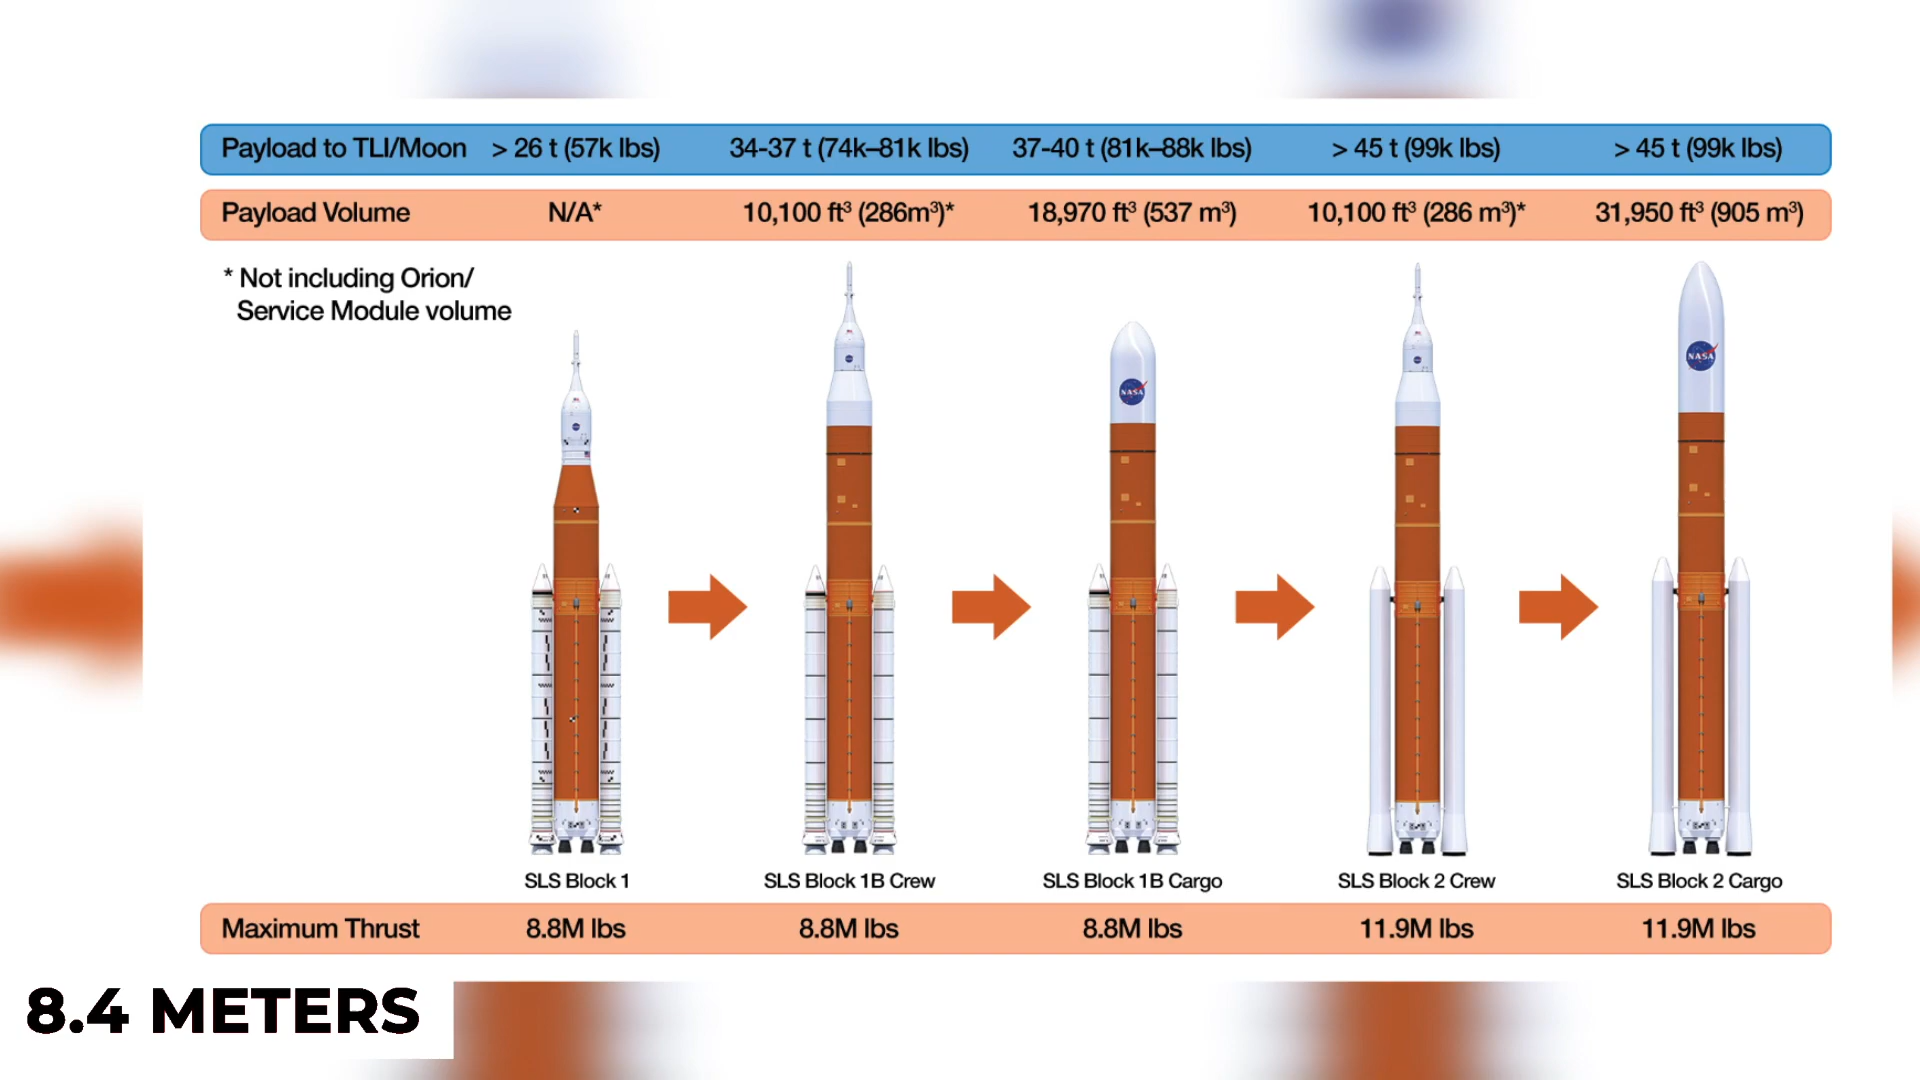 Payload to TLI/Moon > 26 t (57k lbs) 34-37 t (74k–81k lbs) 37-40 t (81k–88k lbs) > 45 t (99k lbs) > 45 t (99k lbs)
Payload Volume N/A* 10,100 ft³ (286m³)* 18,970 ft³ (537 m³) 10,100 ft³ (286 m³)* 31,950 ft³ (905 m³)
* Not including Orion/
Service Module volume
NASA
NASA
SLS Block 1 SLS Block 1B Crew SLS Block 1B Cargo SLS Block 2 Crew SLS Block 2 Cargo
Maximum Thrust 8.8M lbs 8.8M lbs 8.8M lbs 11.9M lbs 11.9M lbs
8.4 METERS